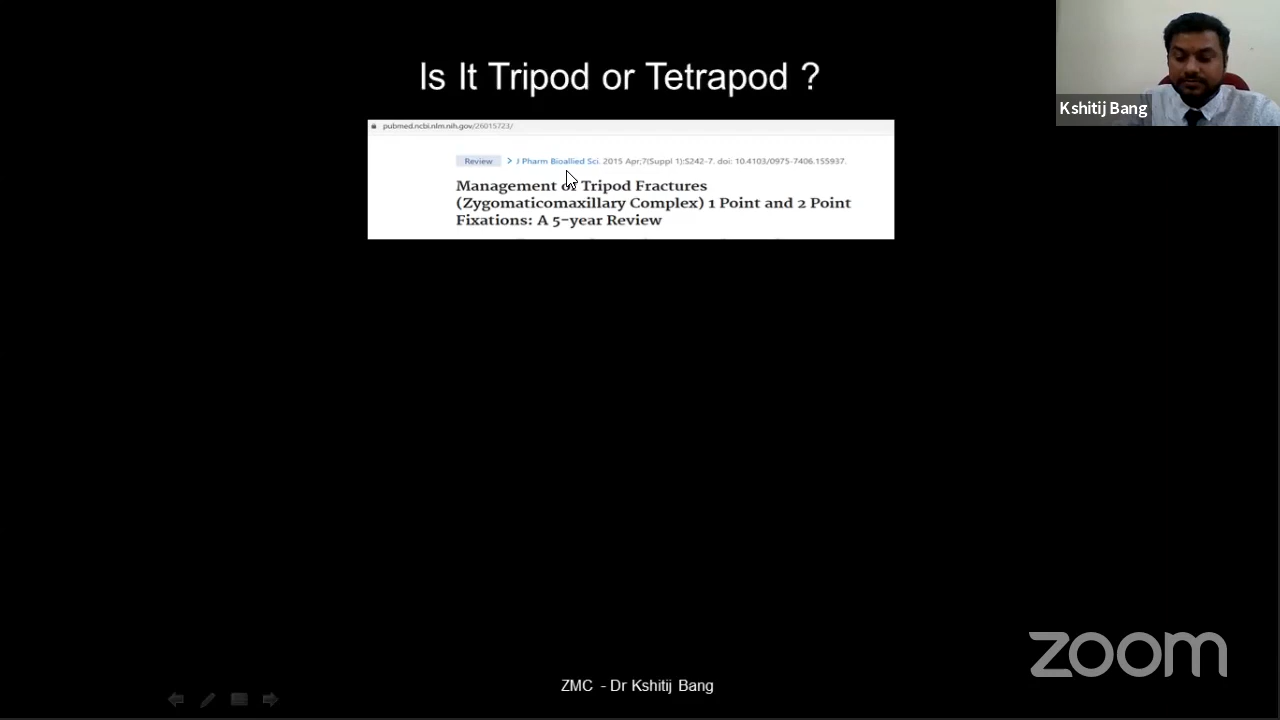 Is It Tripod or Tetrapod ?
Kshitij Bang
pubmed.ncbi.nlm.nih.gov/26015723/
Review > J Pharm Bioallied Sci. 2015 Apr;7(Suppl 1):S242-7. doi: 10.4103/0975-7406.155937.
Management of Tripod Fractures
(Zygomaticomaxillary Complex) 1 Point and 2 Point
Fixations: A 5-year Review
zoom
ZMC - Dr Kshitij Bang